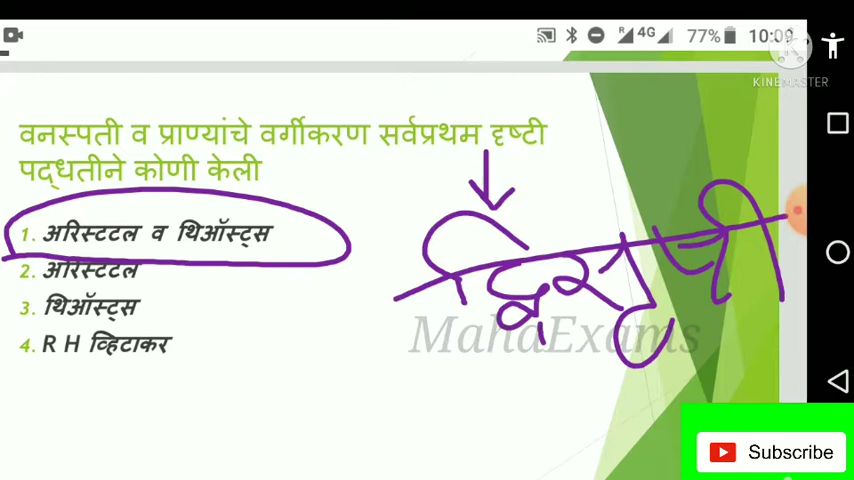 R 4G 77% 10:09
KINEMASTER
वनस्पती व प्राण्यांचे वर्गीकरण सर्वप्रथम दृष्टी
पद्धतीने कोणी केली
1. अरिस्टटल व थिऑस्ट्स
2. अरिस्टटल
3. थिऑस्ट्स
4. R H व्हिटाकर
MahaExams
Subscribe